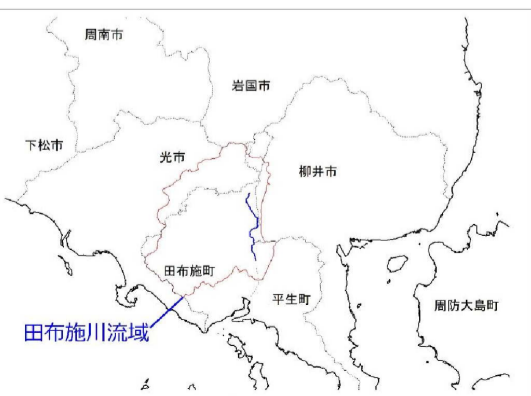 周南市
岩国市
下松市
光市
柳井市
田布施町
平生町
周防大島町
田布施川流域